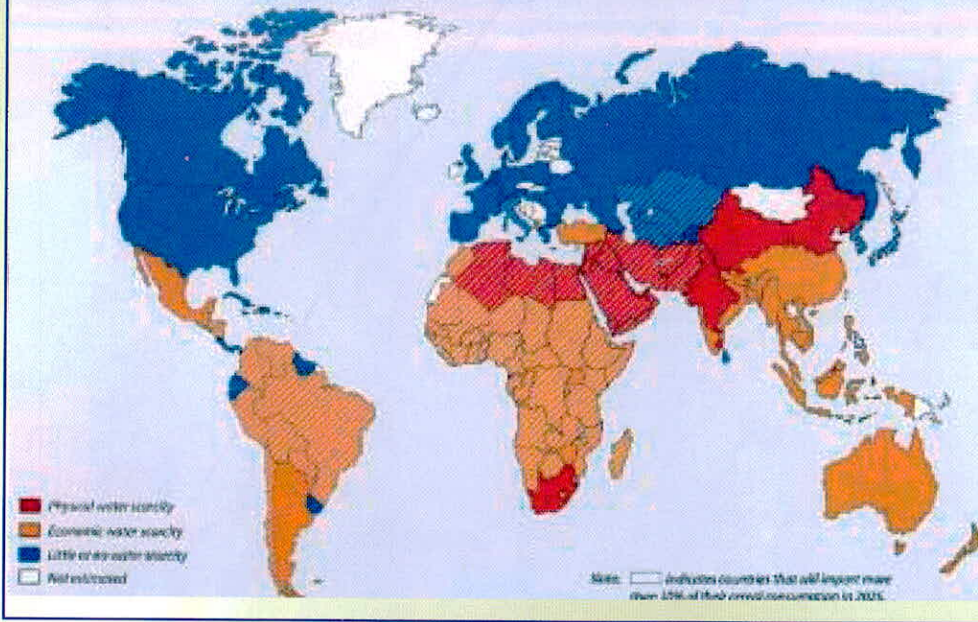 Physical water scarcity
Economic water scarcity
Little or no water scarcity
Not estimated
Note: indicates countries that will import more
than 10% of their cereal consumption in 2025.